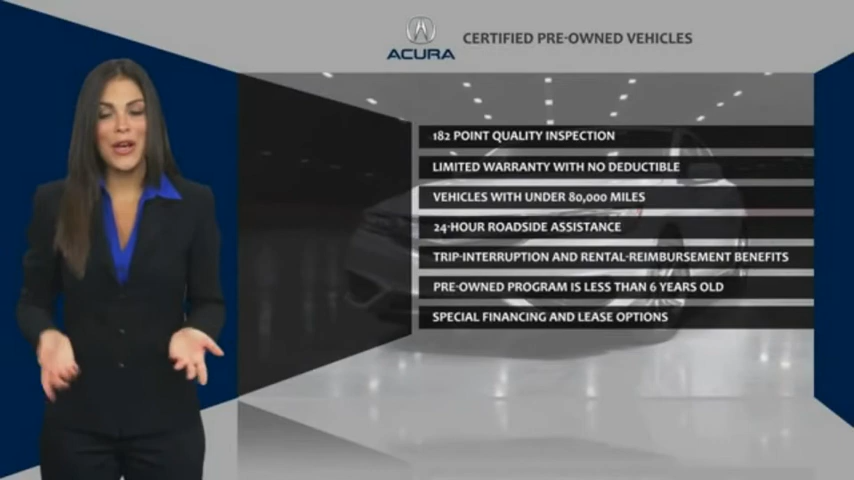 ACURA
CERTIFIED PRE-OWNED VEHICLES
182 POINT QUALITY INSPECTION
LIMITED WARRANTY WITH NO DEDUCTIBLE
VEHICLES WITH UNDER 80,000 MILES
24-HOUR ROADSIDE ASSISTANCE
TRIP-INTERRUPTION AND RENTAL-REIMBURSEMENT BENEFITS
PRE-OWNED PROGRAM IS LESS THAN 6 YEARS OLD
SPECIAL FINANCING AND LEASE OPTIONS